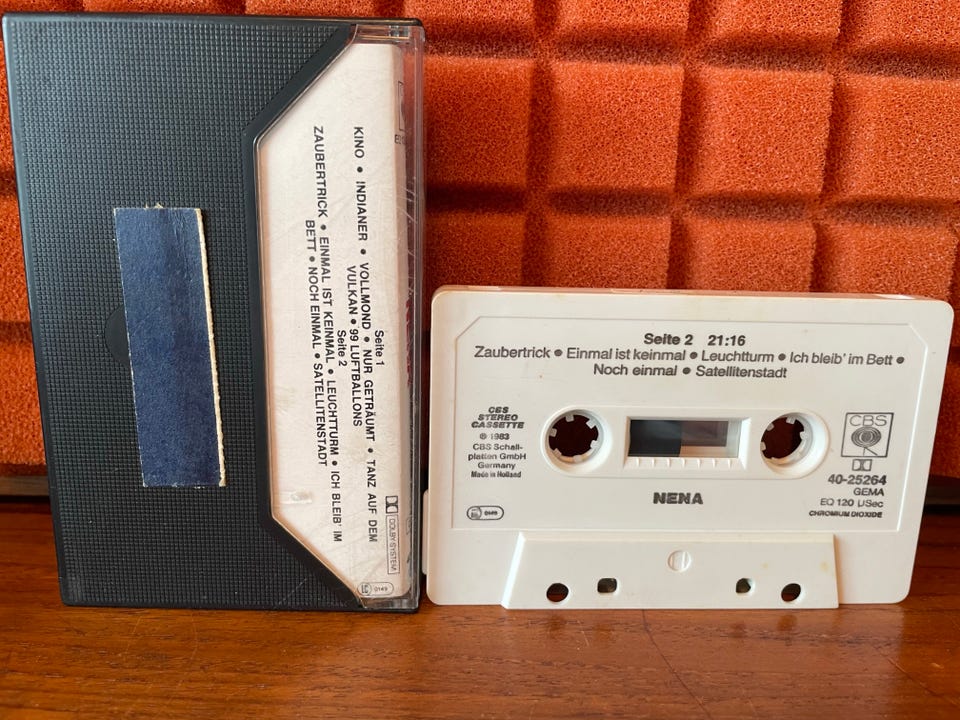 Seite 1
KINO ● INDIANER ● VOLLMOND ● NUR GETRÄUMT ● TANZ AUF DEM
VULKAN ● 99 LUFTBALLONS
Seite 2
ZAUBERTRICK ● EINMAL IST KEINMAL ● LEUCHTTURM ● ICH BLEIB' IM
BETT ● NOCH EINMAL ● SATELLITENSTADT
DOLBY SYSTEM
0149
Seite 2 21:16
Zaubertrick ● Einmal ist keinmal ● Leuchtturm ● Ich bleib' im Bett ●
Noch einmal ● Satellitenstadt
CBS
STEREO
CASSETTE
℗ 1983
CBS Schall-
platten GmbH
Germany
Made in Holland
0149
NENA
CBS
40-25264
GEMA
EQ 120 µSec
CHROMIUM DIOXIDE